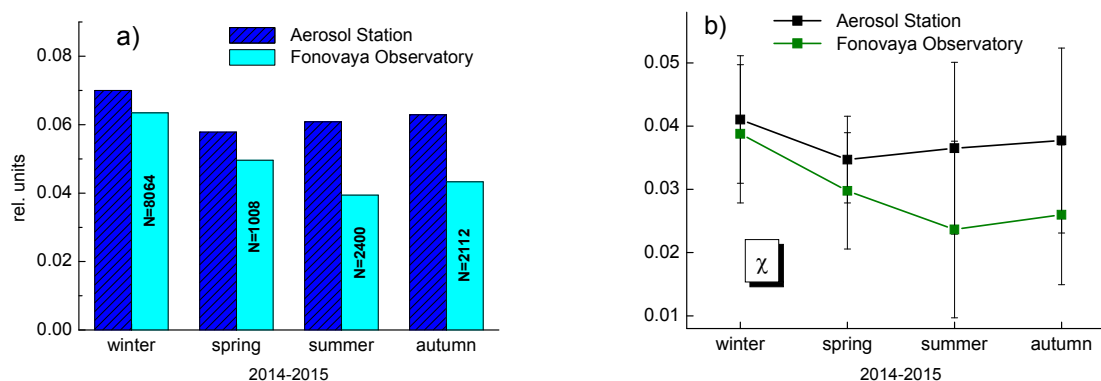 a)
Aerosol Station
Fonovaya Observatory
0.08
0.06
0.04
0.02
0.00
rel. units
N=8064
N=1008
N=2400
N=2112
winter spring summer autumn
2014-2015
b)
Aerosol Station
Fonovaya Observatory
0.05
0.04
0.03
0.02
0.01
χ
winter spring summer autumn
2014-2015